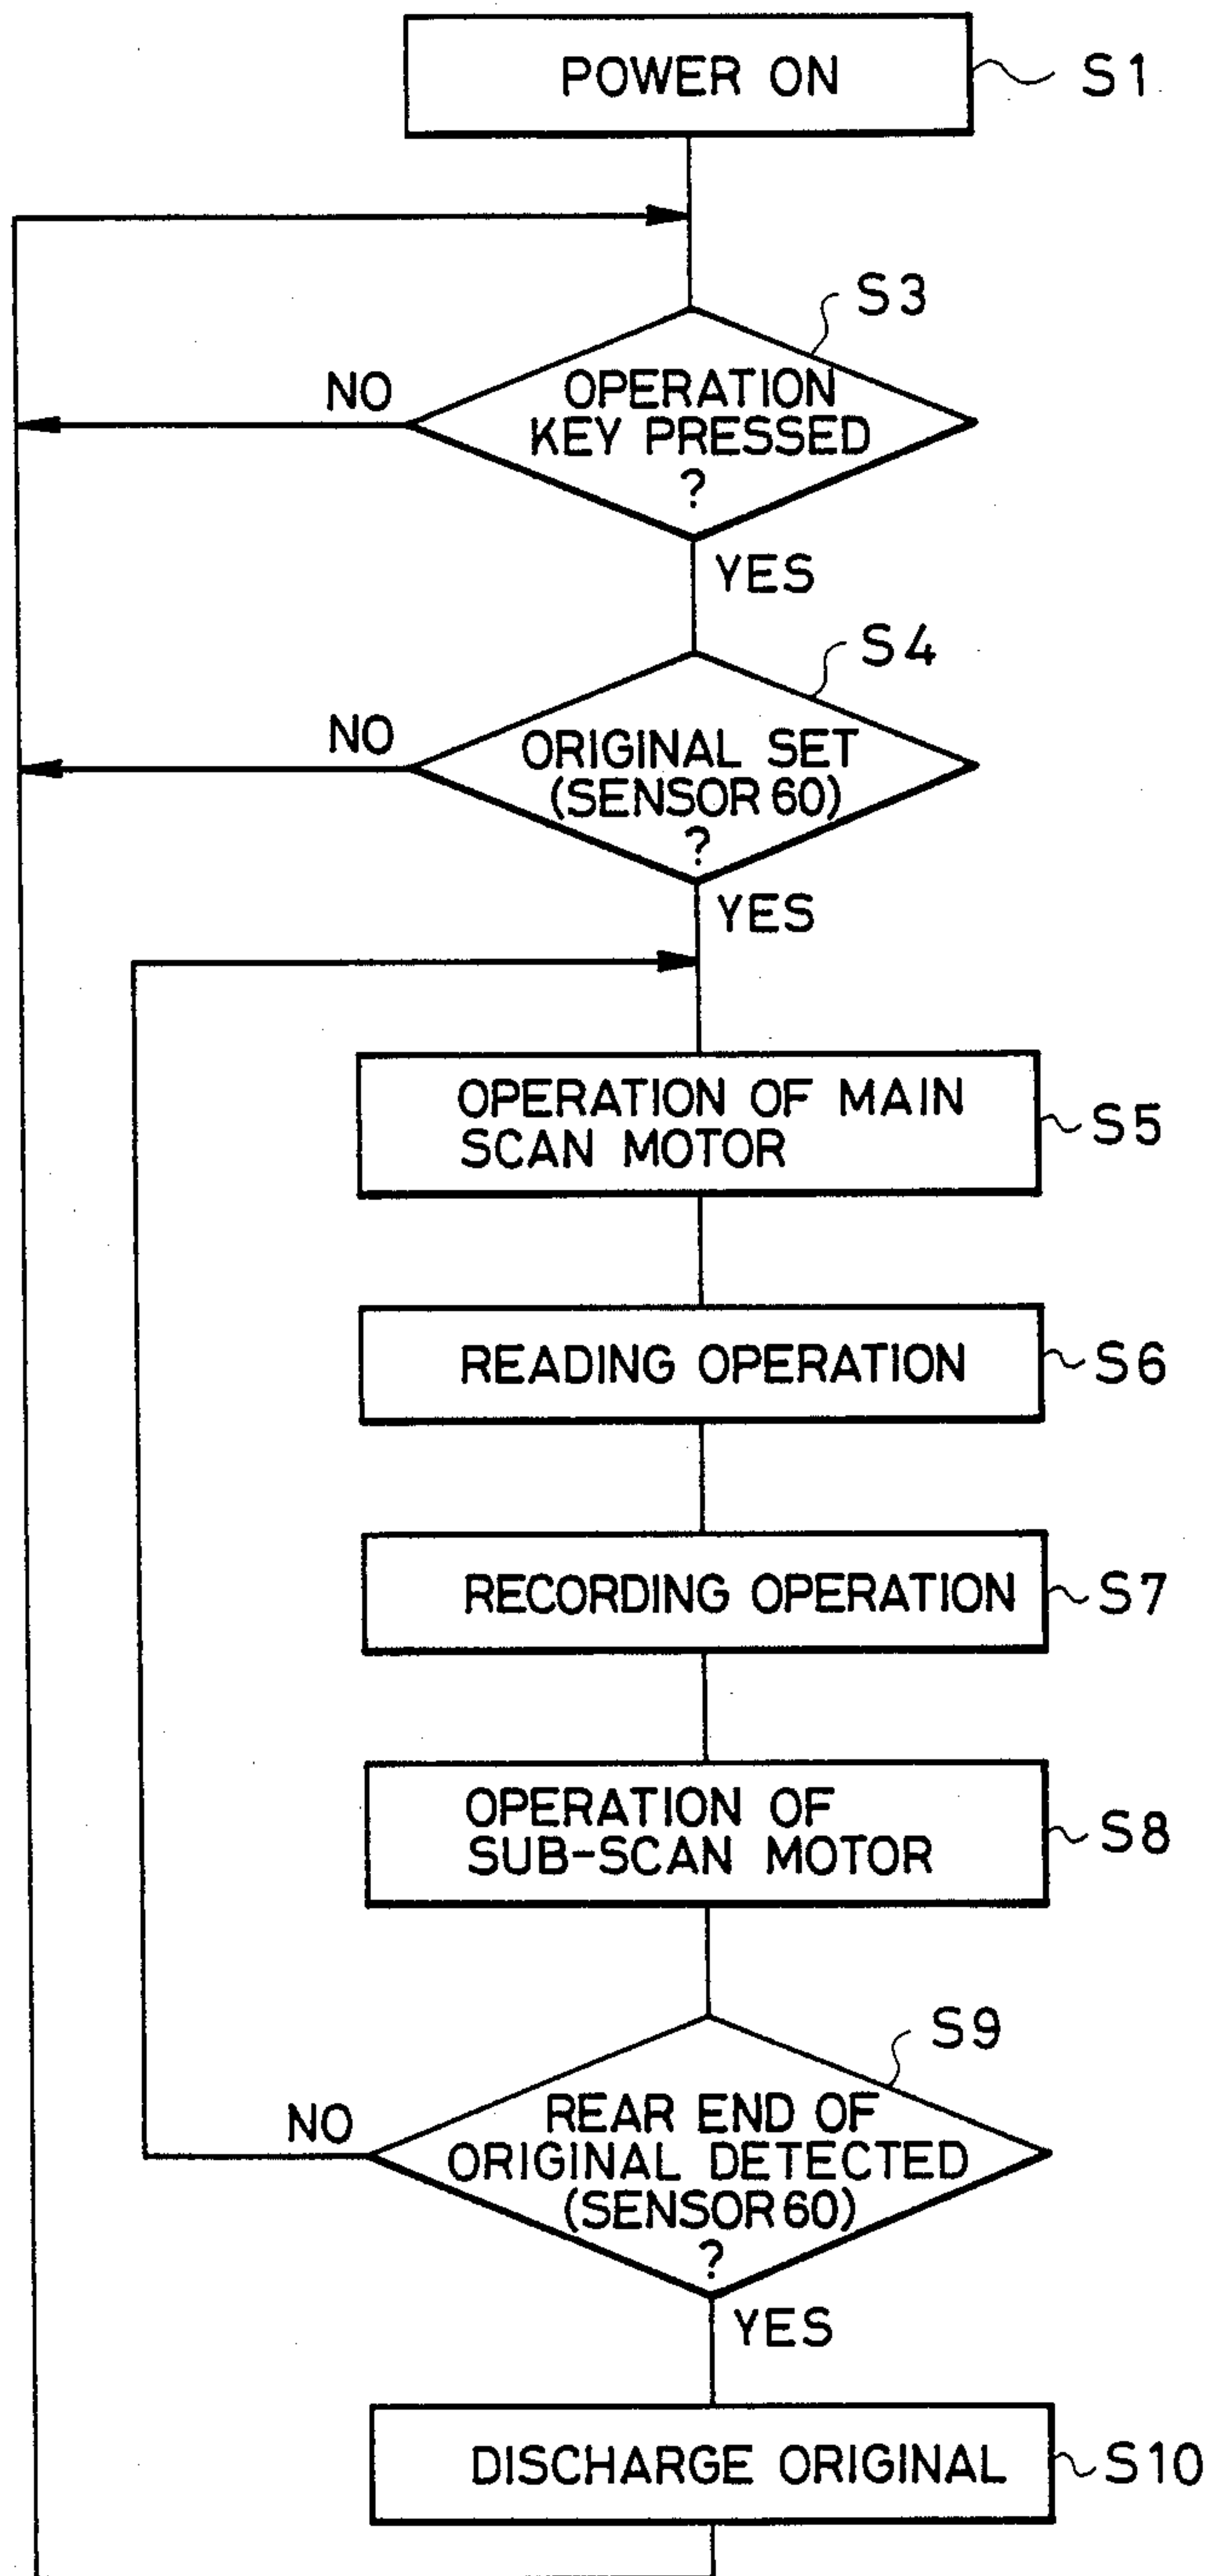 POWER ON
S1
S3
OPERATION
KEY PRESSED
?
NO
YES
S4
ORIGINAL SET
(SENSOR 60)
?
NO
YES
OPERATION OF MAIN
SCAN MOTOR
S5
READING OPERATION
S6
RECORDING OPERATION
S7
OPERATION OF
SUB-SCAN MOTOR
S8
S9
REAR END OF
ORIGINAL DETECTED
(SENSOR 60)
?
NO
YES
DISCHARGE ORIGINAL
S10